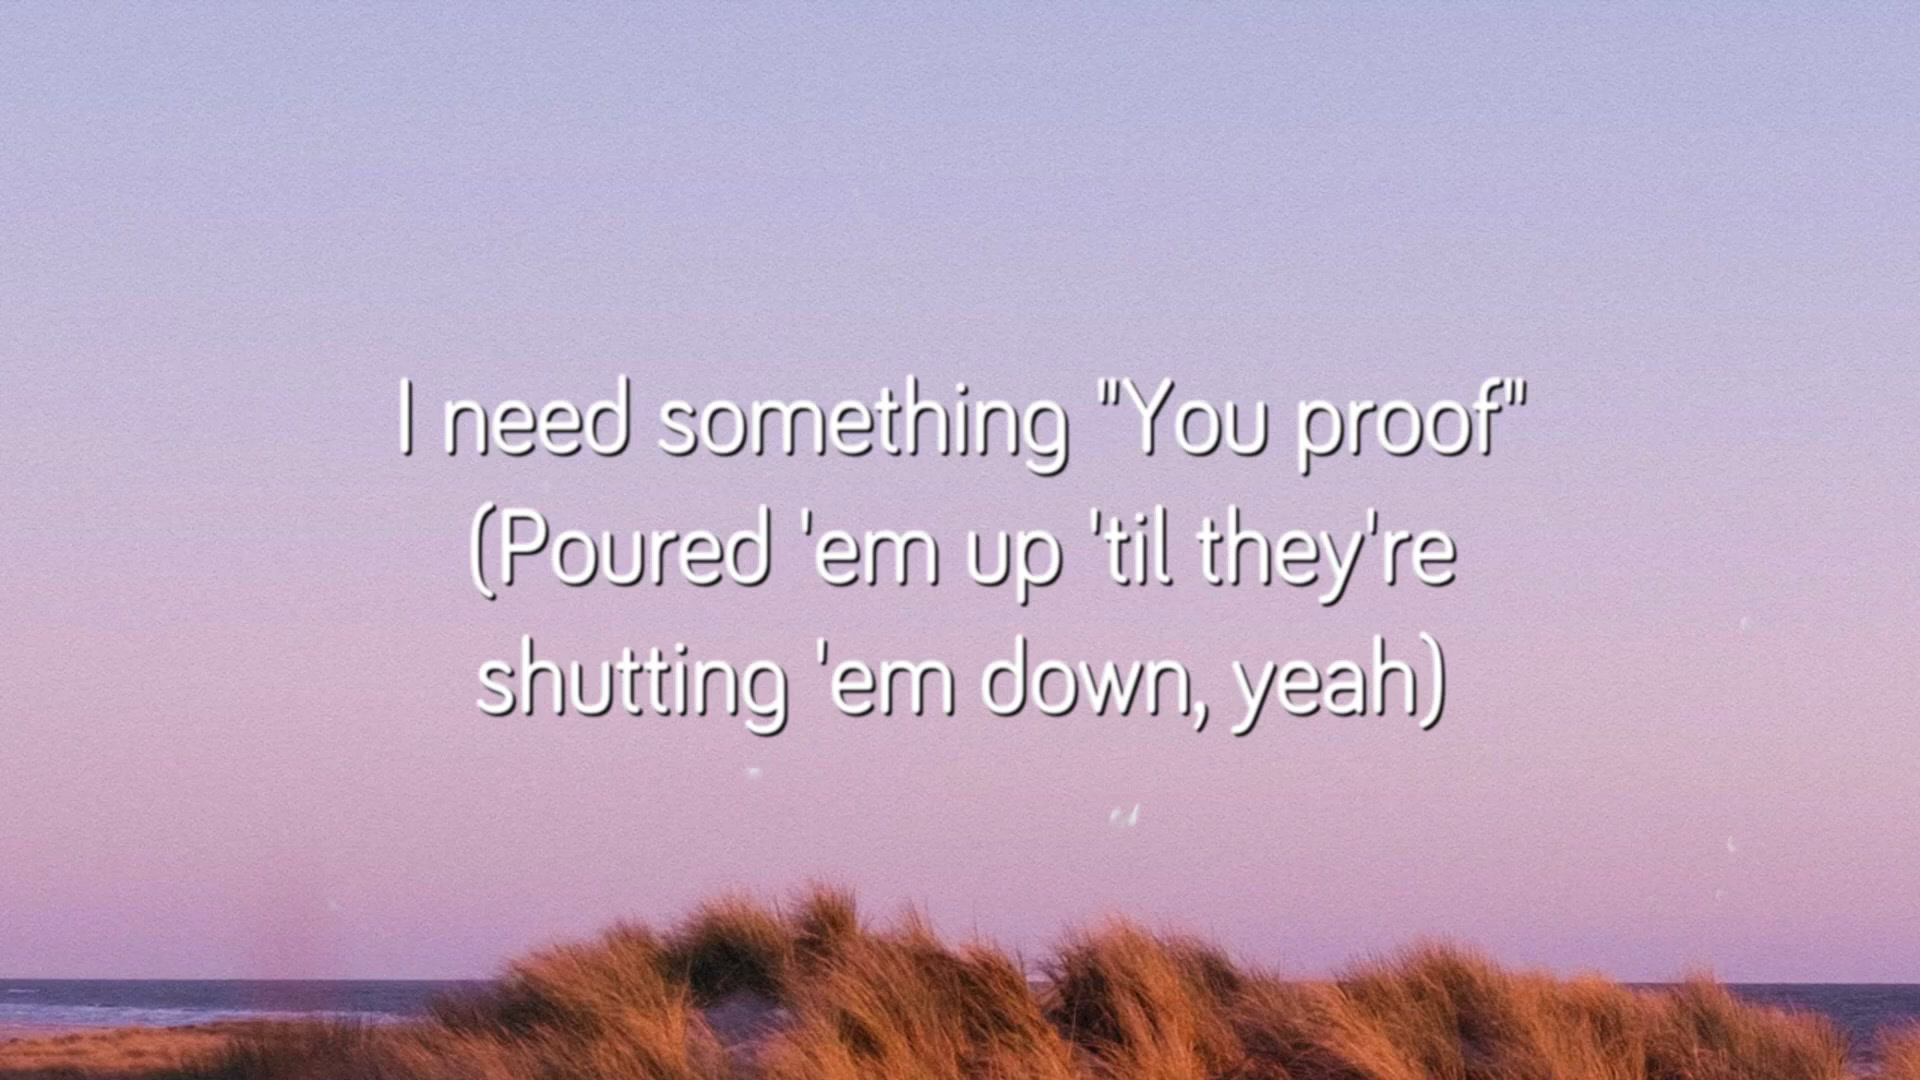 I need something "You proof"
(Poured 'em up 'til they're
shutting 'em down, yeah)